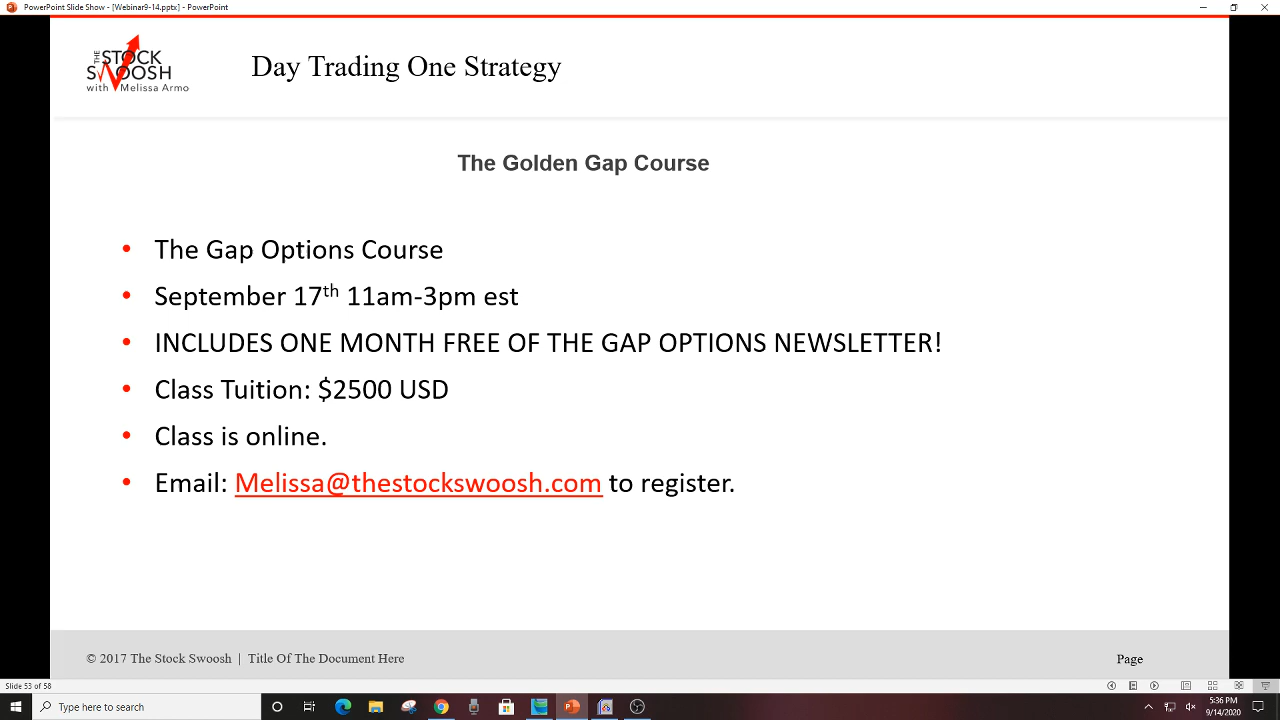 PowerPoint Slide Show - [Webinar9-14.pptx] - PowerPoint
THE
STOCK
SWOOSH
with Melissa Armo
Day Trading One Strategy
The Golden Gap Course
• The Gap Options Course
• September 17th 11am-3pm est
• INCLUDES ONE MONTH FREE OF THE GAP OPTIONS NEWSLETTER!
• Class Tuition: $2500 USD
• Class is online.
• Email: Melissa@thestockswoosh.com to register.
© 2017 The Stock Swoosh | Title Of The Document Here
Page
Slide 53 of 58
Type here to search
5:36 PM
9/14/2020